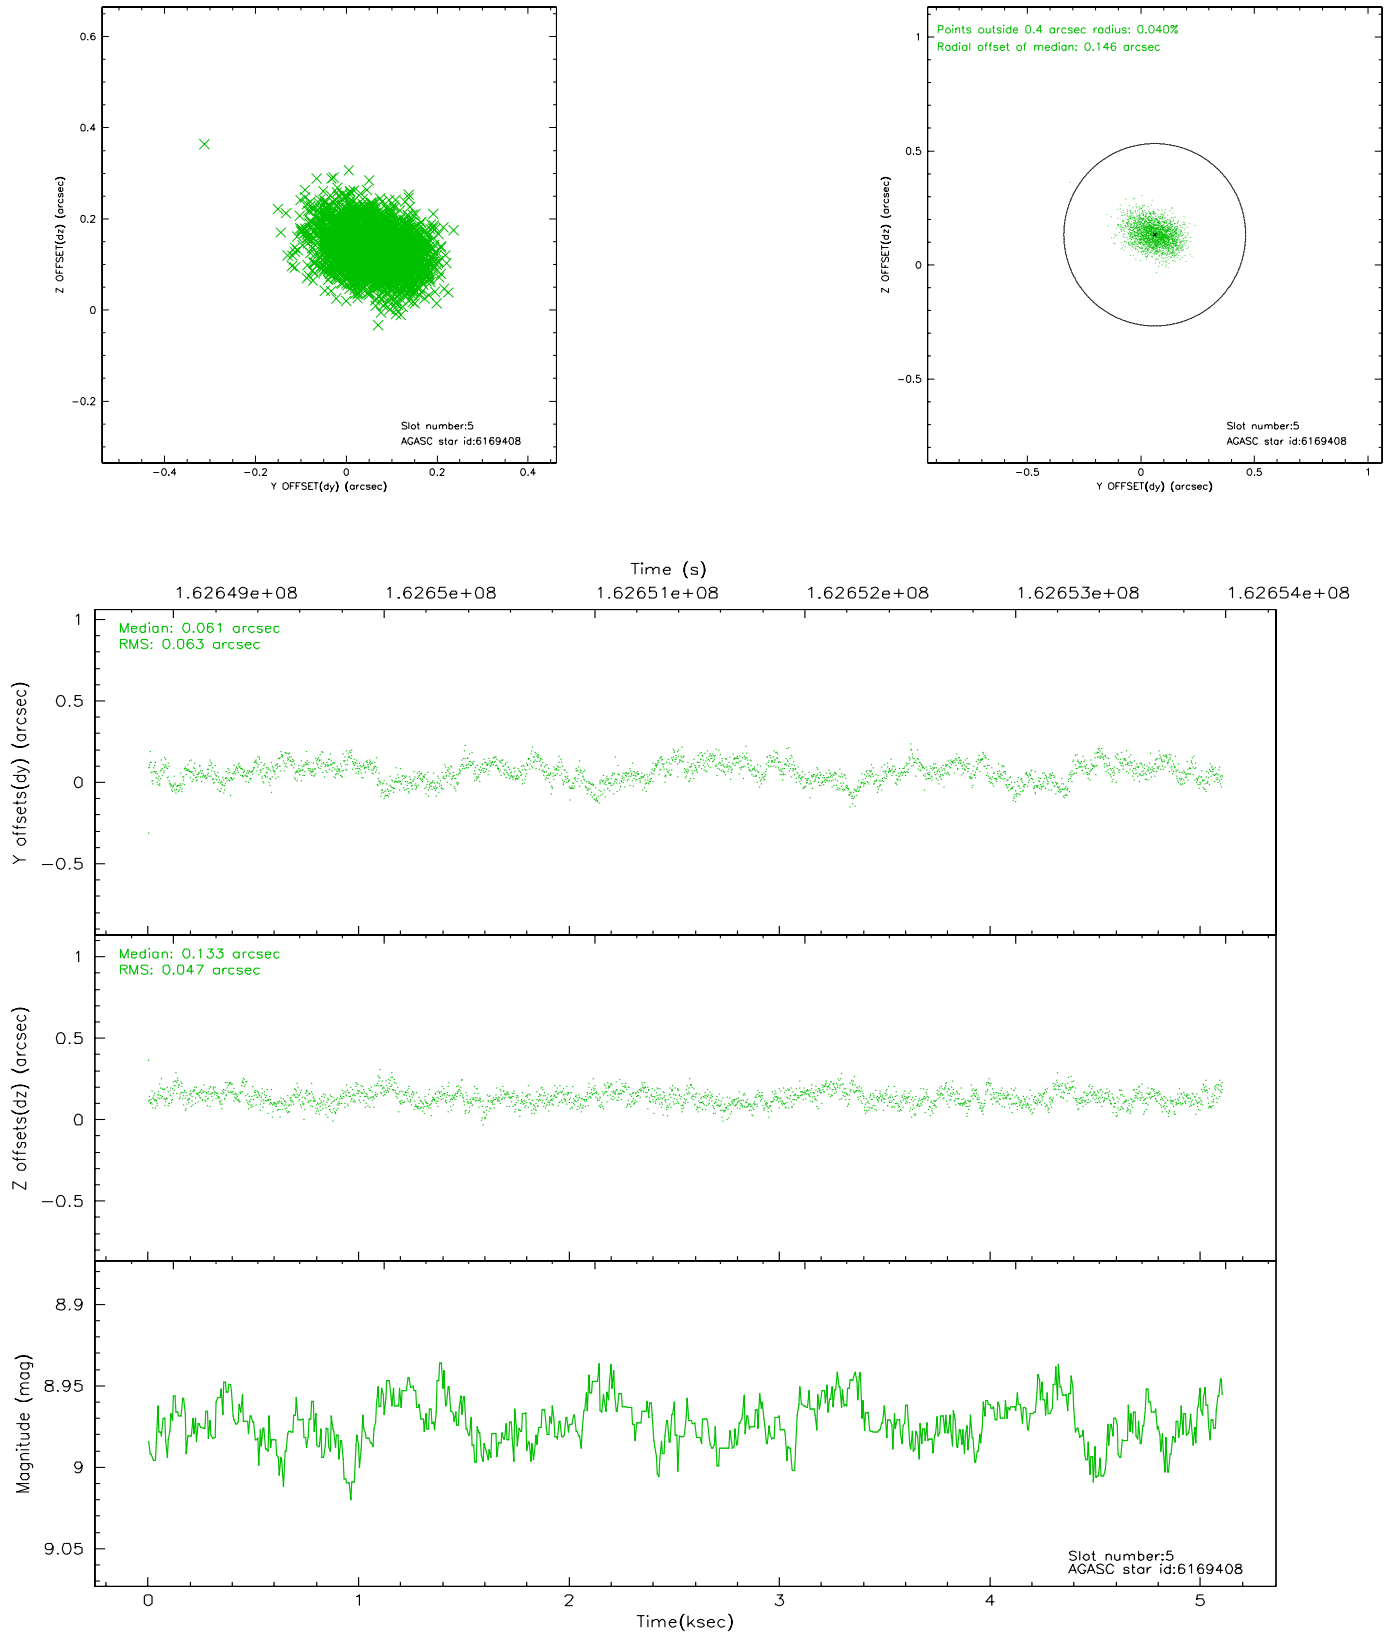 0.6
0.4
0.2
0
−0.2
Z OFFSET(dz) (arcsec)
Slot number:5
AGASC star id:6169408
−0.4 −0.2 0 0.2 0.4
Y OFFSET(dy) (arcsec)
Points outside 0.4 arcsec radius: 0.040%
Radial offset of median: 0.146 arcsec
1
0.5
0
−0.5
Z OFFSET(dz) (arcsec)
Slot number:5
AGASC star id:6169408
−0.5 0 0.5 1
Y OFFSET(dy) (arcsec)
Time (s)
1.62649e+08 1.6265e+08 1.62651e+08 1.62652e+08 1.62653e+08 1.62654e+08
Median: 0.061 arcsec
RMS: 0.063 arcsec
1
0.5
0
−0.5
Y offsets(dy) (arcsec)
Median: 0.133 arcsec
RMS: 0.047 arcsec
1
0.5
0
−0.5
Z offsets(dz) (arcsec)
8.9
8.95
9
9.05
Magnitude (mag)
Slot number:5
AGASC star id:6169408
0 1 2 3 4 5
Time(ksec)